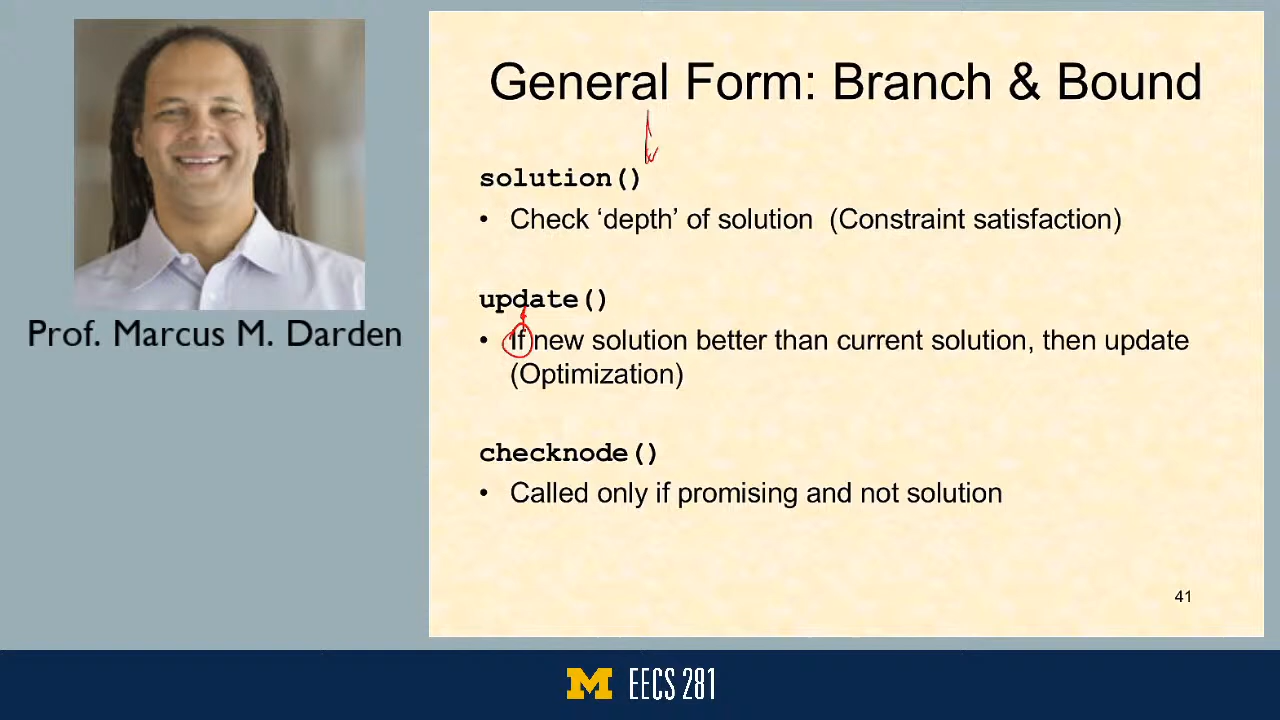 General Form: Branch & Bound
solution()
• Check ‘depth’ of solution (Constraint satisfaction)
update()
• If new solution better than current solution, then update
(Optimization)
checknode()
• Called only if promising and not solution
41
Prof. Marcus M. Darden
M EECS 281